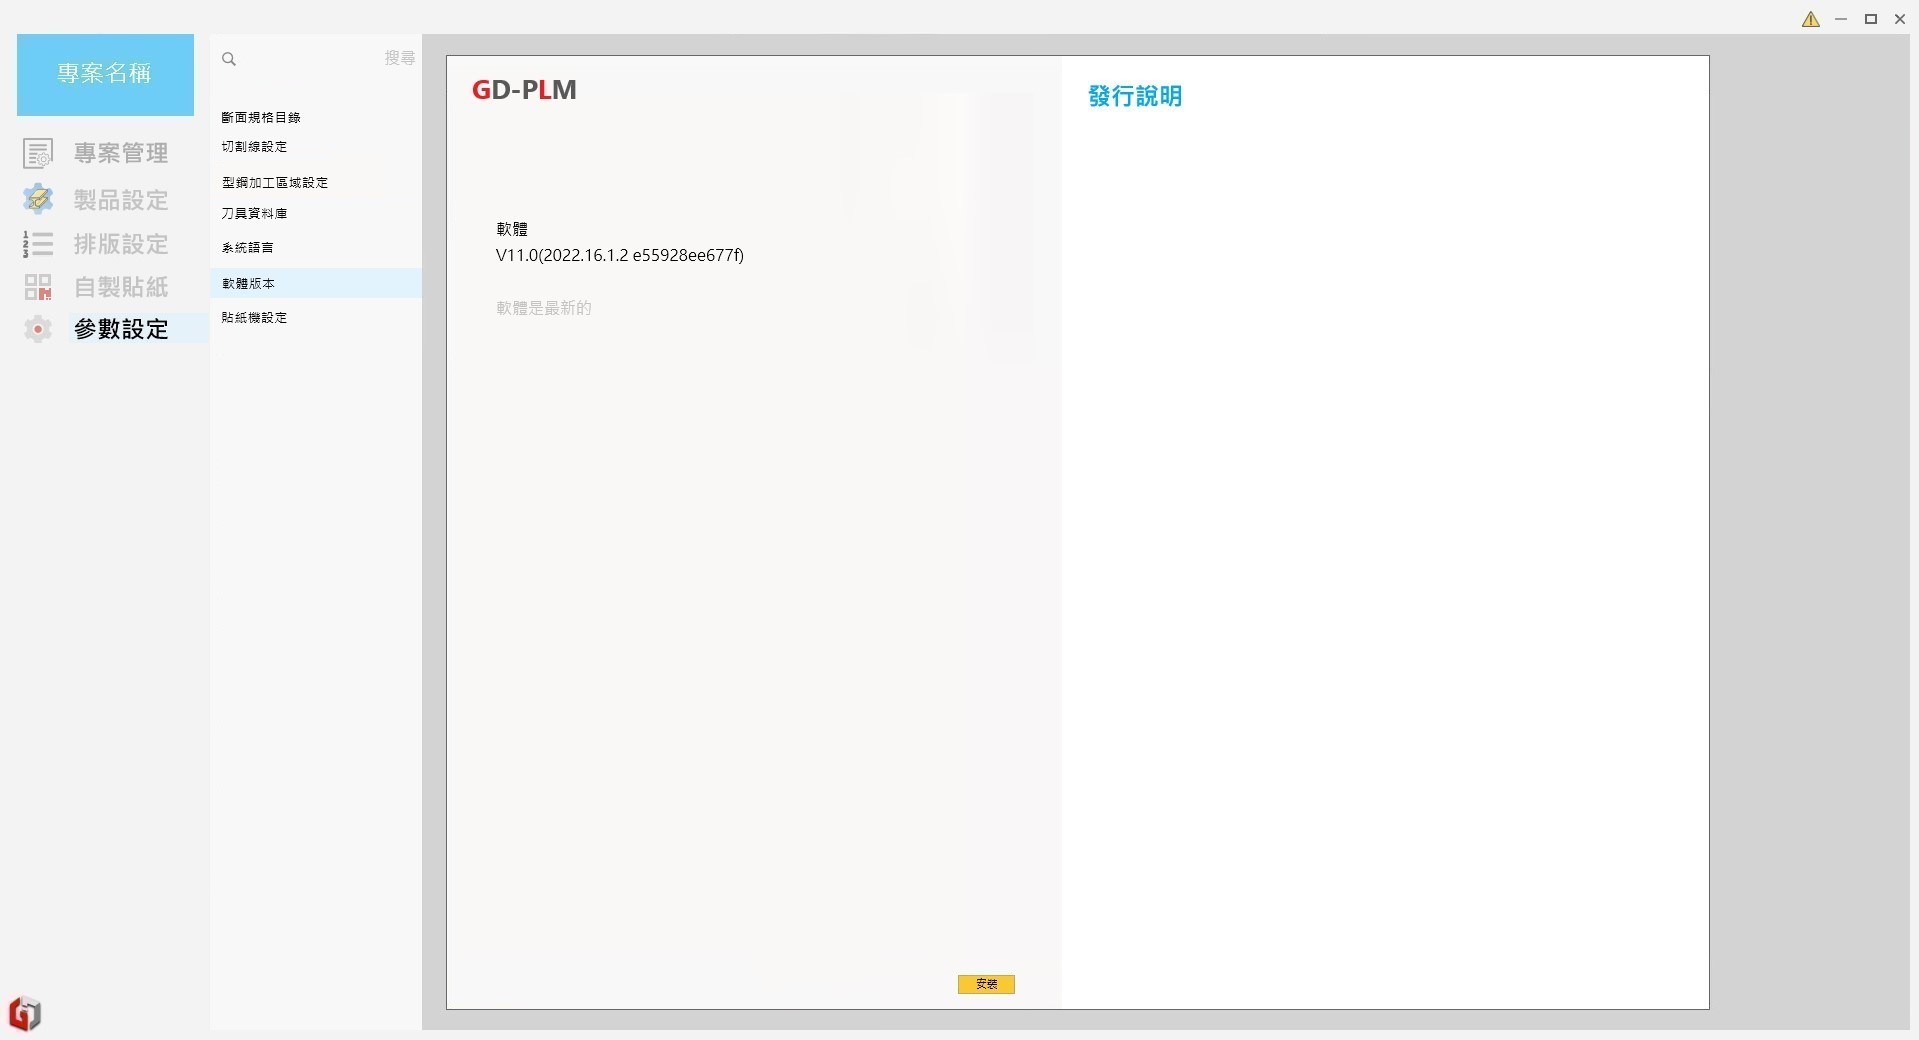 專案名稱
專案管理
製品設定
1
2
3
排版設定
自製貼紙
參數設定
搜尋
斷面規格目錄
切割線設定
型鋼加工區域設定
刀具資料庫
系統語言
軟體版本
貼紙機設定
GD-PLM
軟體
V11.0(2022.16.1.2 e55928ee677f)
軟體是最新的
安裝
發行說明